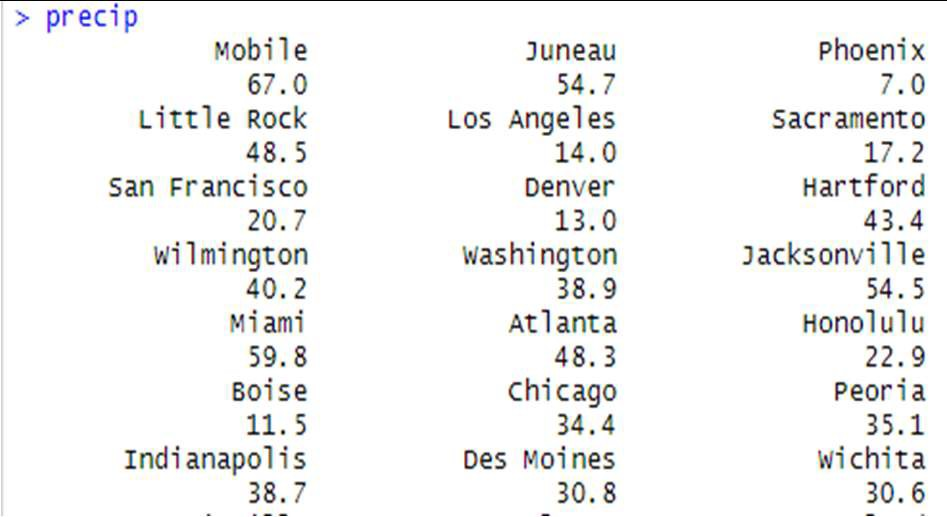 > precip
Mobile Juneau Phoenix
67.0 54.7 7.0
Little Rock Los Angeles Sacramento
48.5 14.0 17.2
San Francisco Denver Hartford
20.7 13.0 43.4
Wilmington Washington Jacksonville
40.2 38.9 54.5
Miami Atlanta Honolulu
59.8 48.3 22.9
Boise Chicago Peoria
11.5 34.4 35.1
Indianapolis Des Moines Wichita
38.7 30.8 30.6